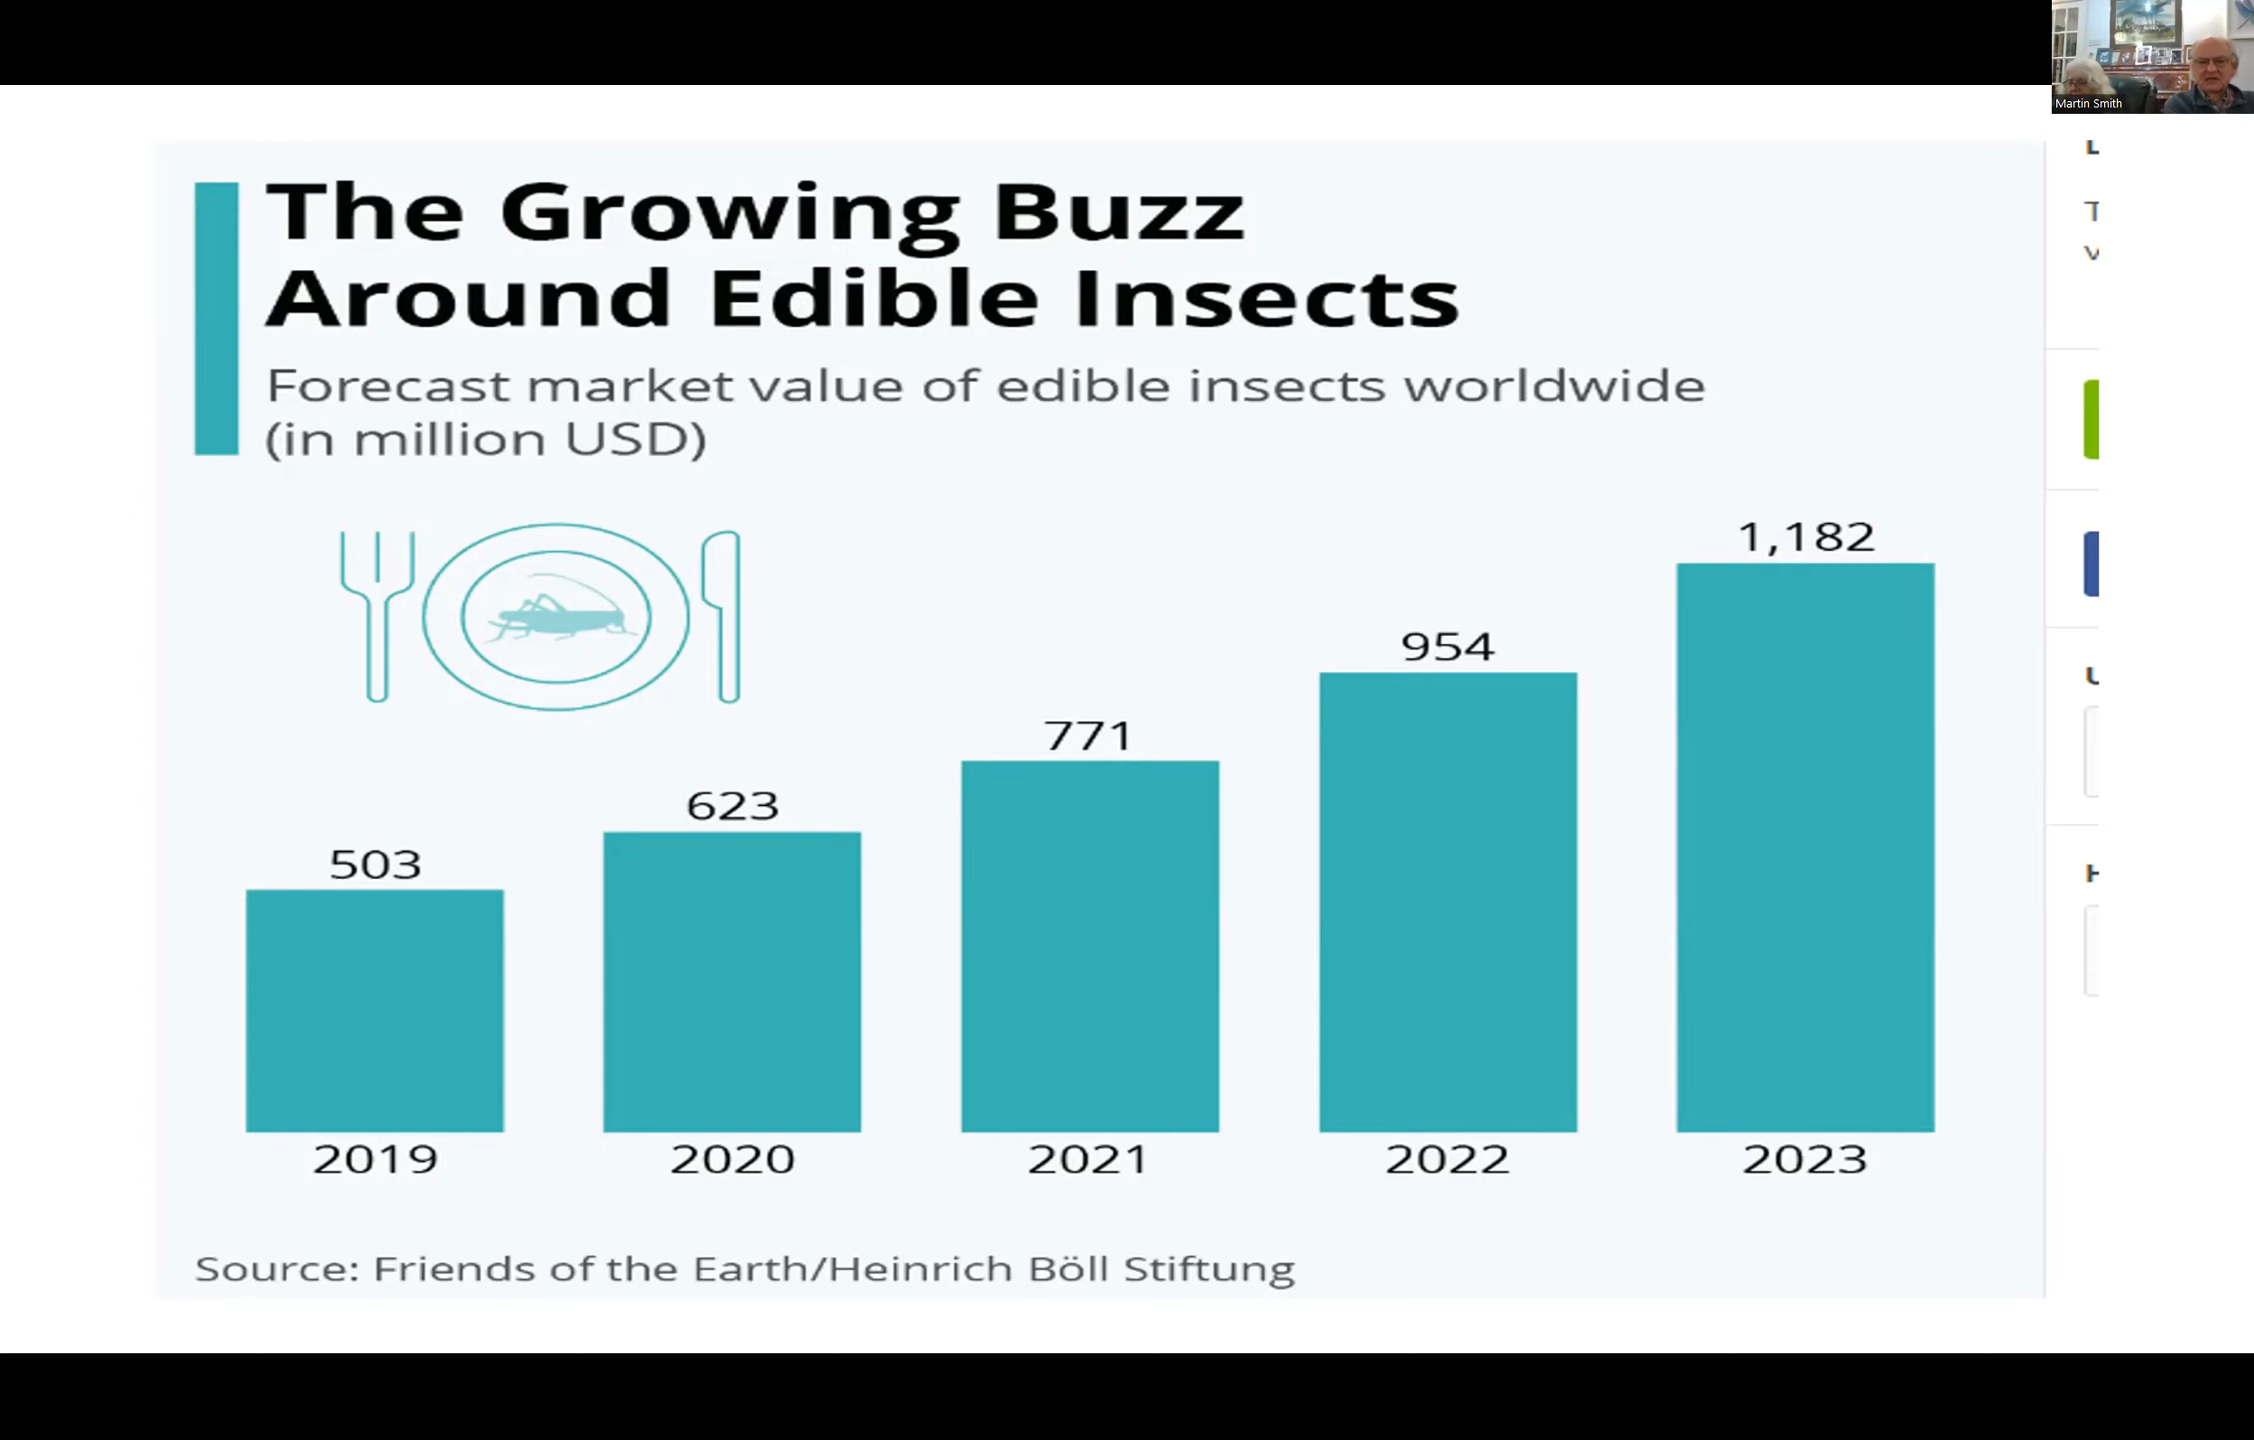 Martin Smith
The Growing Buzz
Around Edible Insects
Forecast market value of edible insects worldwide
(in million USD)
503
623
771
954
1,182
2019
2020
2021
2022
2023
Source: Friends of the Earth/Heinrich Böll Stiftung